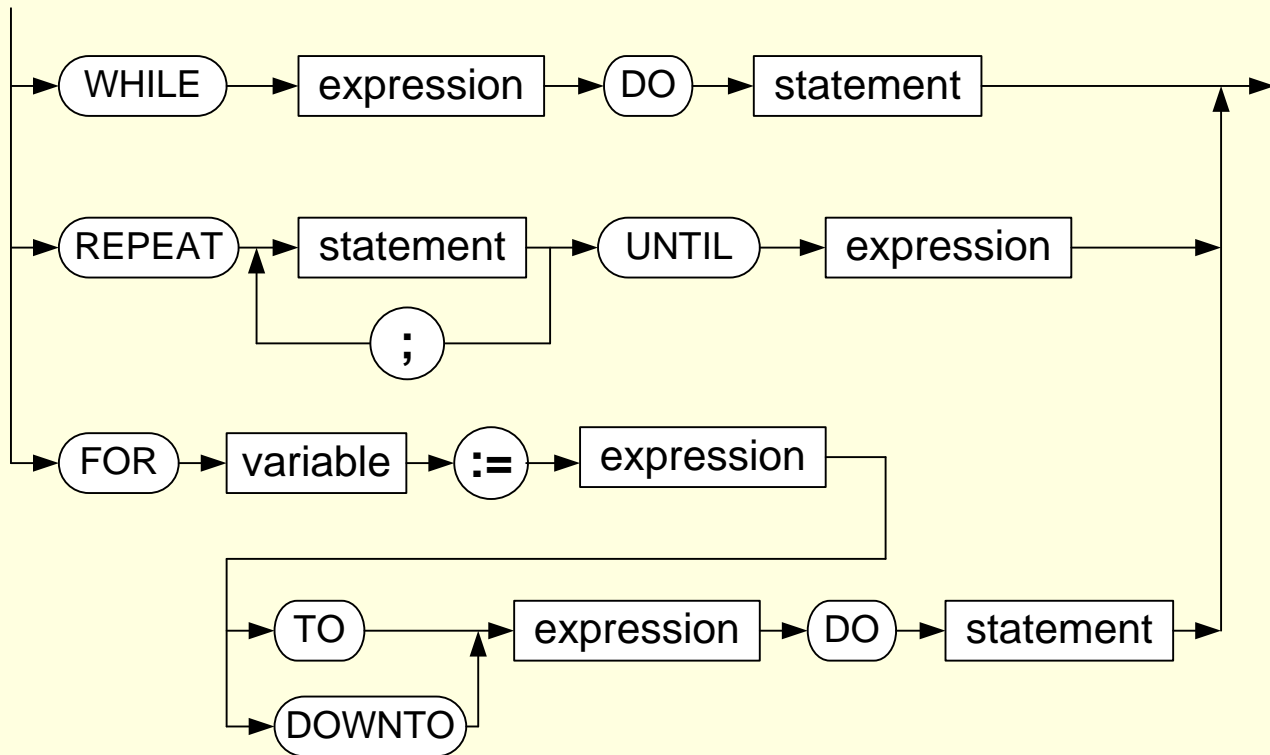 WHILE expression DO statement
REPEAT statement UNTIL expression
;
FOR variable := expression
TO expression DO statement
DOWNTO